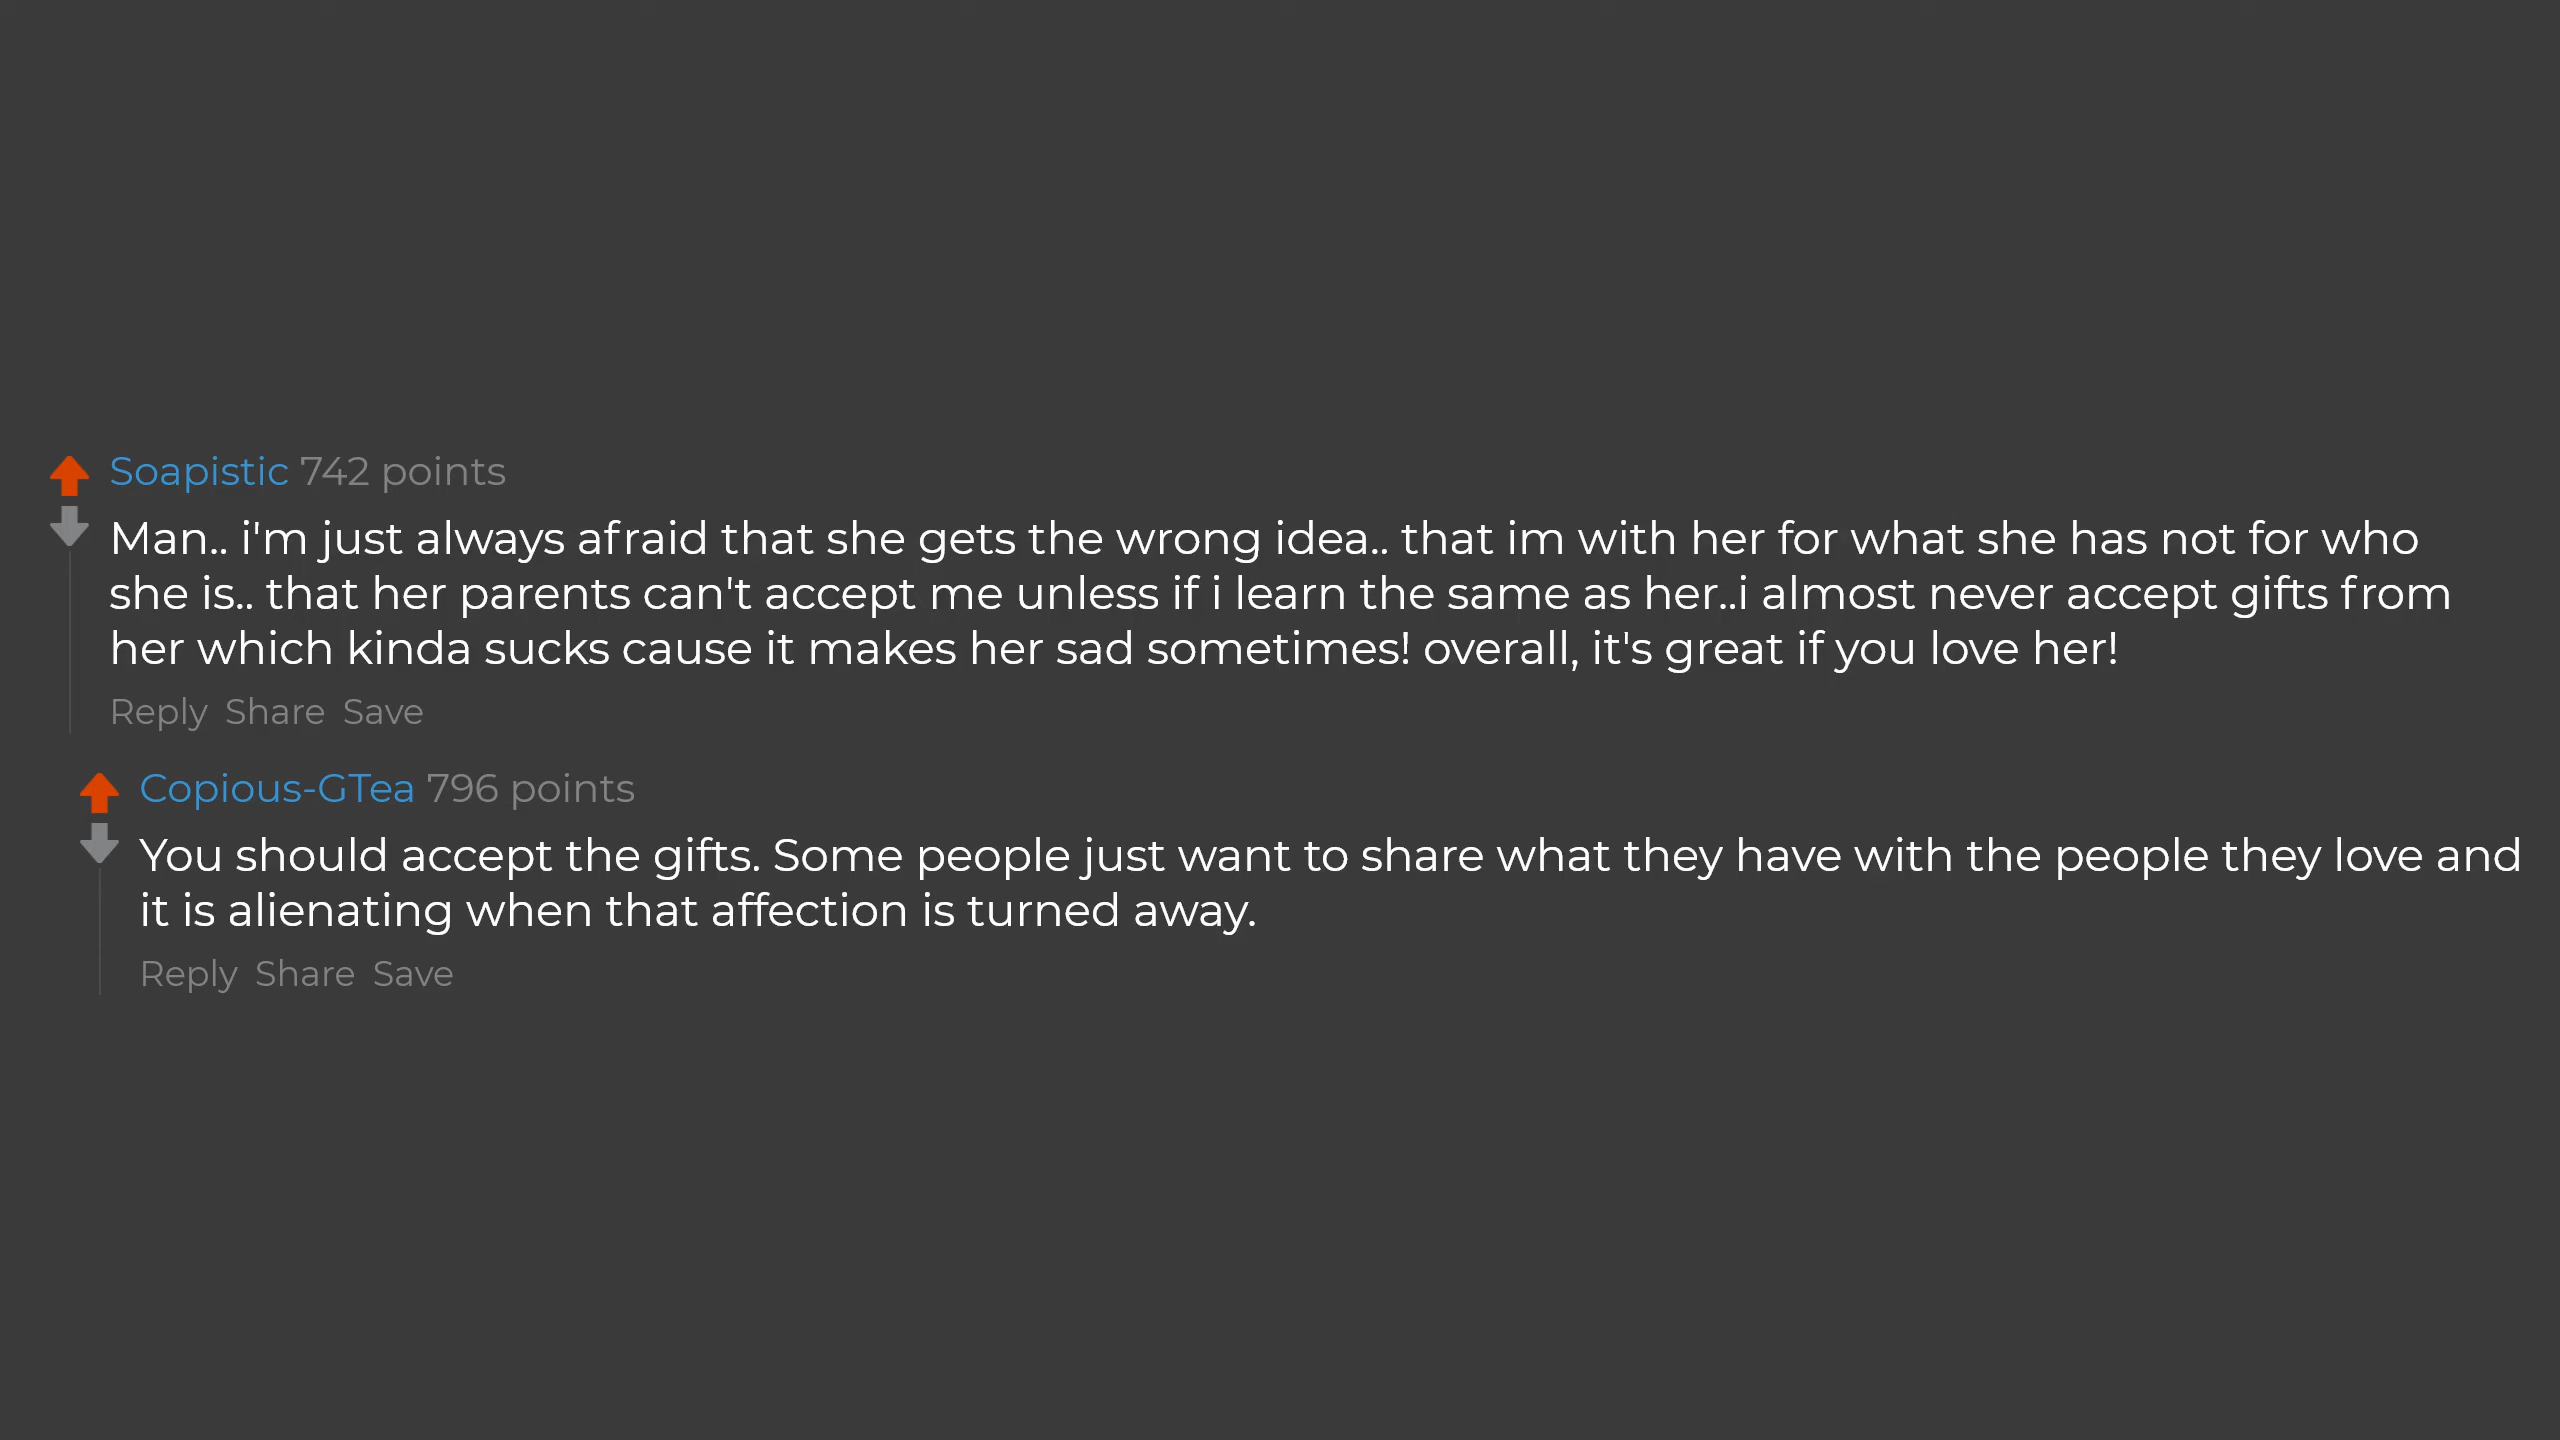 Soapistic 742 points
Man.. i'm just always afraid that she gets the wrong idea.. that im with her for what she has not for who
she is.. that her parents can't accept me unless if i learn the same as her..i almost never accept gifts from
her which kinda sucks cause it makes her sad sometimes! overall, it's great if you love her!
Reply Share Save
Copious-GTea 796 points
You should accept the gifts. Some people just want to share what they have with the people they love and
it is alienating when that affection is turned away.
Reply Share Save